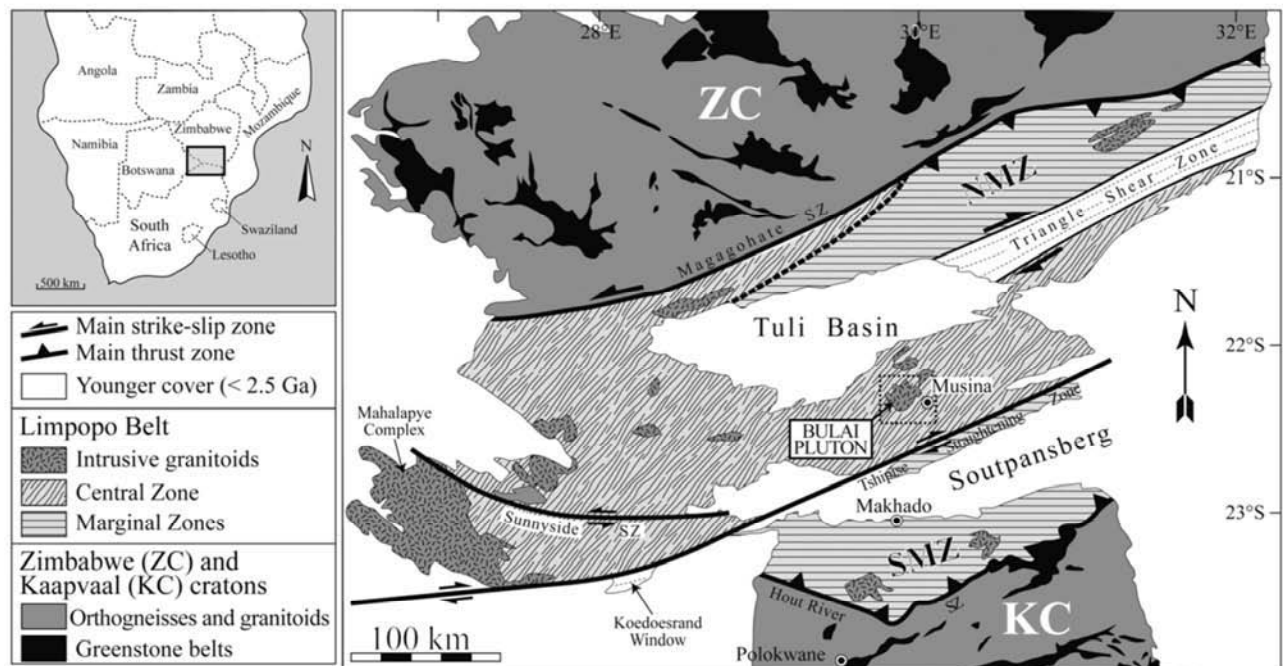 Angola
Zambia
Zimbabwe
Mozambique
Namibia
Botswana
N
South
Africa
Swaziland
Lesotho
500 km
Main strike-slip zone
Main thrust zone
Younger cover (< 2.5 Ga)
Limpopo Belt
Intrusive granitoids
Central Zone
Marginal Zones
Zimbabwe (ZC) and
Kaapvaal (KC) cratons
Orthogneisses and granitoids
Greenstone belts
28°E
30°E
32°E
ZC
NMZ
21°S
Triangle Shear Zone
Magagohate SZ
N
Tuli Basin
22°S
Musina
Mahalapye
Complex
BULAI
PLUTON
Tshipise Straightening Zone
Soutpansberg
Makhado
Sunnyside SZ
23°S
SMZ
Koedoesrand
Window
Hout River SZ
KC
100 km
Polokwane